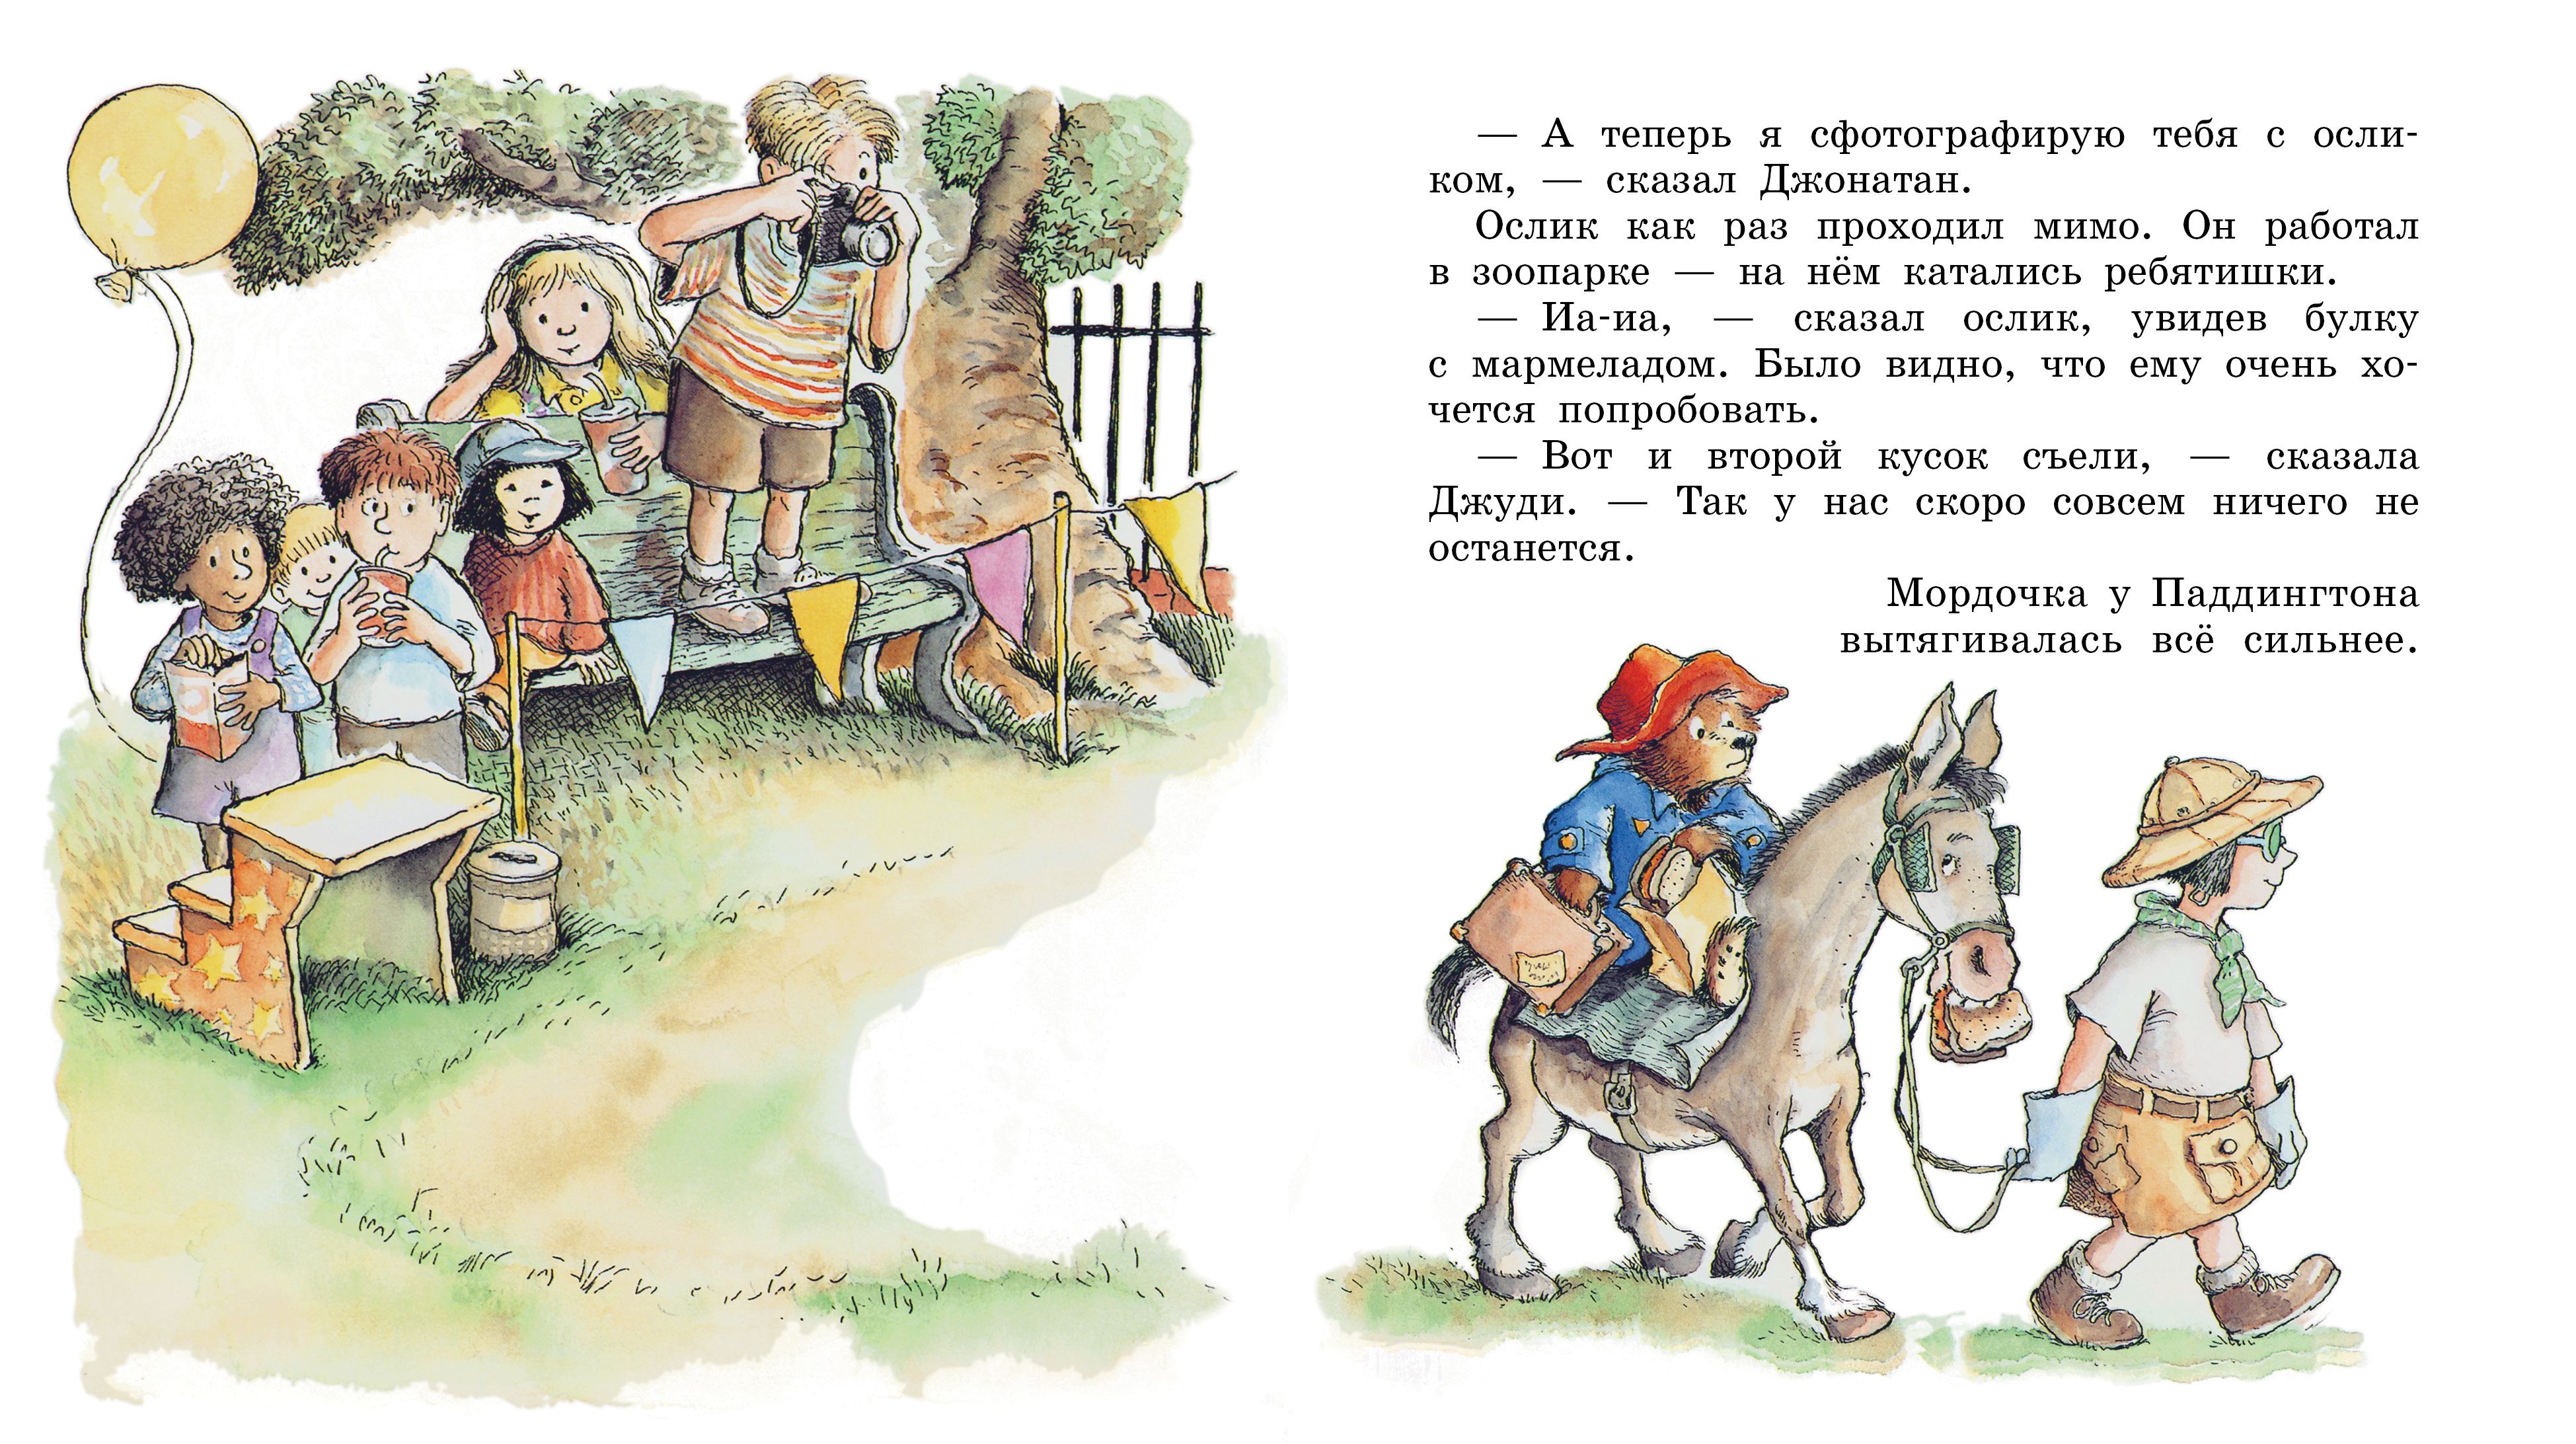 — А теперь я сфотографирую тебя с осли-
ком, — сказал Джонатан.
Ослик как раз проходил мимо. Он работал
в зоопарке — на нём катались ребятишки.
— Иа-иа, — сказал ослик, увидев булку
с мармеладом. Было видно, что ему очень хо-
чется попробовать.
— Вот и второй кусок съели, — сказала
Джуди. — Так у нас скоро совсем ничего не
останется.
Мордочка у Паддингтона
вытягивалась всё сильнее.